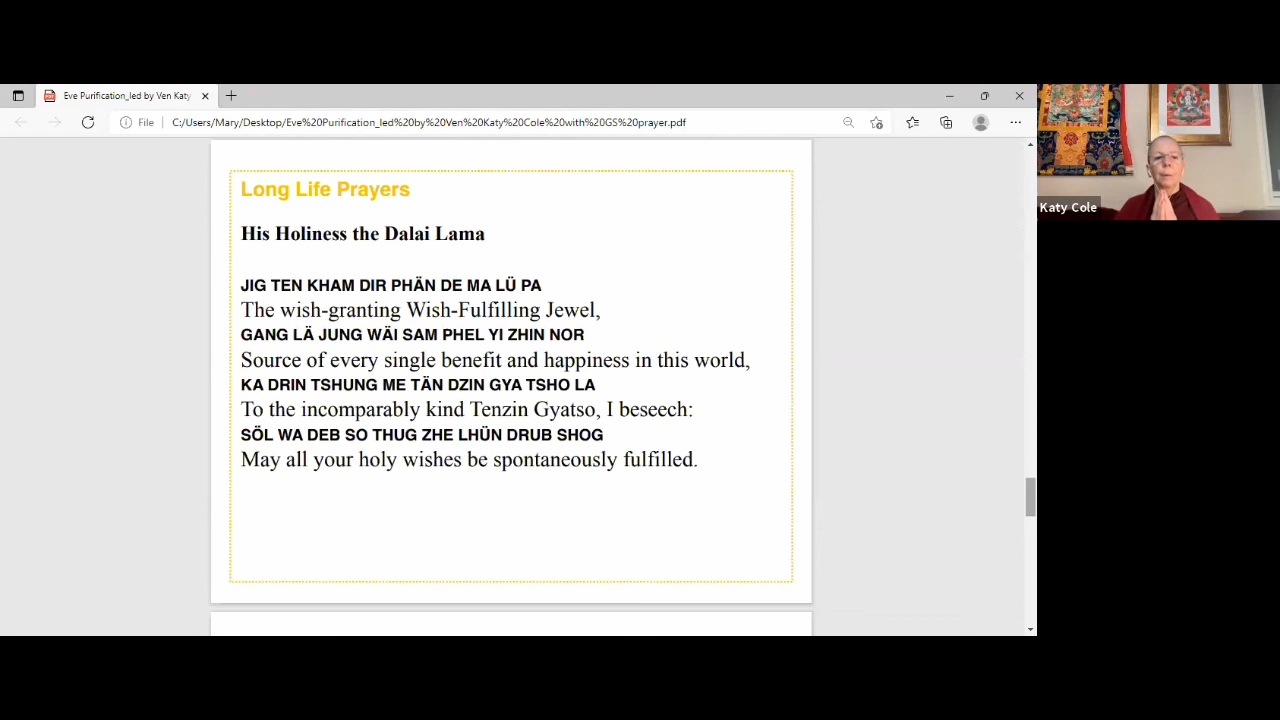 Eve Purification_led by Ven Katy
File
C:/Users/Mary/Desktop/Eve%20Purification_led%20by%20Ven%20Katy%20Cole%20with%20GS%20prayer.pdf
Long Life Prayers
His Holiness the Dalai Lama
JIG TEN KHAM DIR PHÄN DE MA LÜ PA
The wish-granting Wish-Fulfilling Jewel,
GANG LÄ JUNG WÄI SAM PHEL YI ZHIN NOR
Source of every single benefit and happiness in this world,
KA DRIN TSHUNG ME TÄN DZIN GYA TSHO LA
To the incomparably kind Tenzin Gyatso, I beseech:
SÖL WA DEB SO THUG ZHE LHÜN DRUB SHOG
May all your holy wishes be spontaneously fulfilled.
Katy Cole